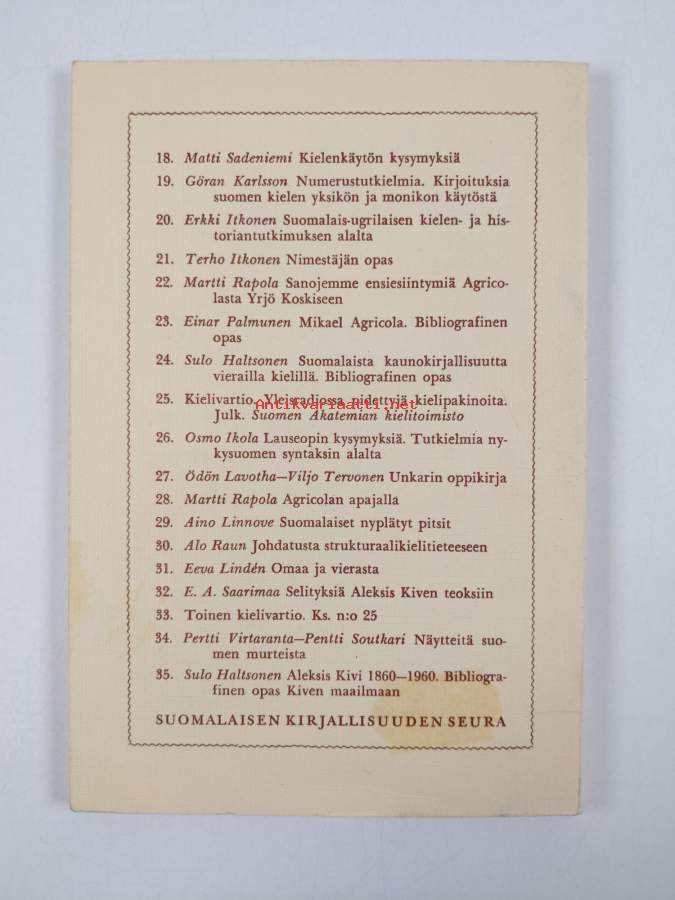 18. Matti Sadeniemi Kielenkäytön kysymyksiä
19. Göran Karlsson Numerustutkielmia. Kirjoituksia
suomen kielen yksikön ja monikon käytöstä
20. Erkki Itkonen Suomalais-ugrilaisen kielen- ja his-
toriantutkimuksen alalta
21. Terho Itkonen Nimestäjän opas
22. Martti Rapola Sanojemme ensiesiintymiä Agrico-
lasta Yrjö Koskiseen
23. Einar Palmunen Mikael Agricola. Bibliografinen
opas
24. Sulo Haltsonen Suomalaista kaunokirjallisuutta
vierailla kielillä. Bibliografinen opas
25. Kielivartio. Yleisradiossa pidettyjä kielipakinoita.
Antikvariaatti.net
Julk. Suomen Akatemian kielitoimisto
26. Osmo Ikola Lauseopin kysymyksiä. Tutkielmia ny-
kysuomen syntaksin alalta
27. Ödön Lavotha—Viljo Tervonen Unkarin oppikirja
28. Martti Rapola Agricolan apajalla
29. Aino Linnove Suomalaiset nyplätyt pitsit
30. Alo Raun Johdatusta strukturaalikielitieteeseen
31. Eeva Lindén Omaa ja vierasta
32. E. A. Saarimaa Selityksiä Aleksis Kiven teoksiin
33. Toinen kielivartio. Ks. n:o 25
34. Pertti Virtaranta—Pentti Soutkari Näytteitä suo-
men murteista
35. Sulo Haltsonen Aleksis Kivi 1860—1960. Bibliogra-
finen opas Kiven maailmaan
SUOMALAISEN KIRJALLISUUDEN SEURA